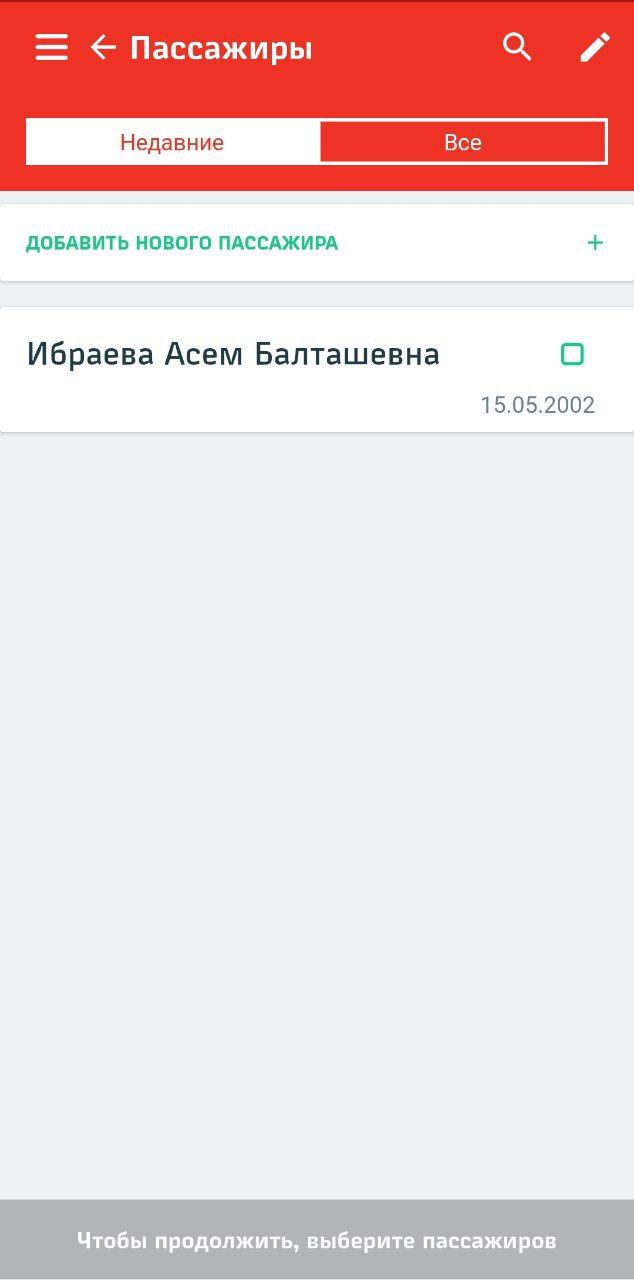 Пассажиры
Недавние
Все
ДОБАВИТЬ НОВОГО ПАССАЖИРА +
Ибраева Асем Балташевна
15.05.2002
Чтобы продолжить, выберите пассажиров